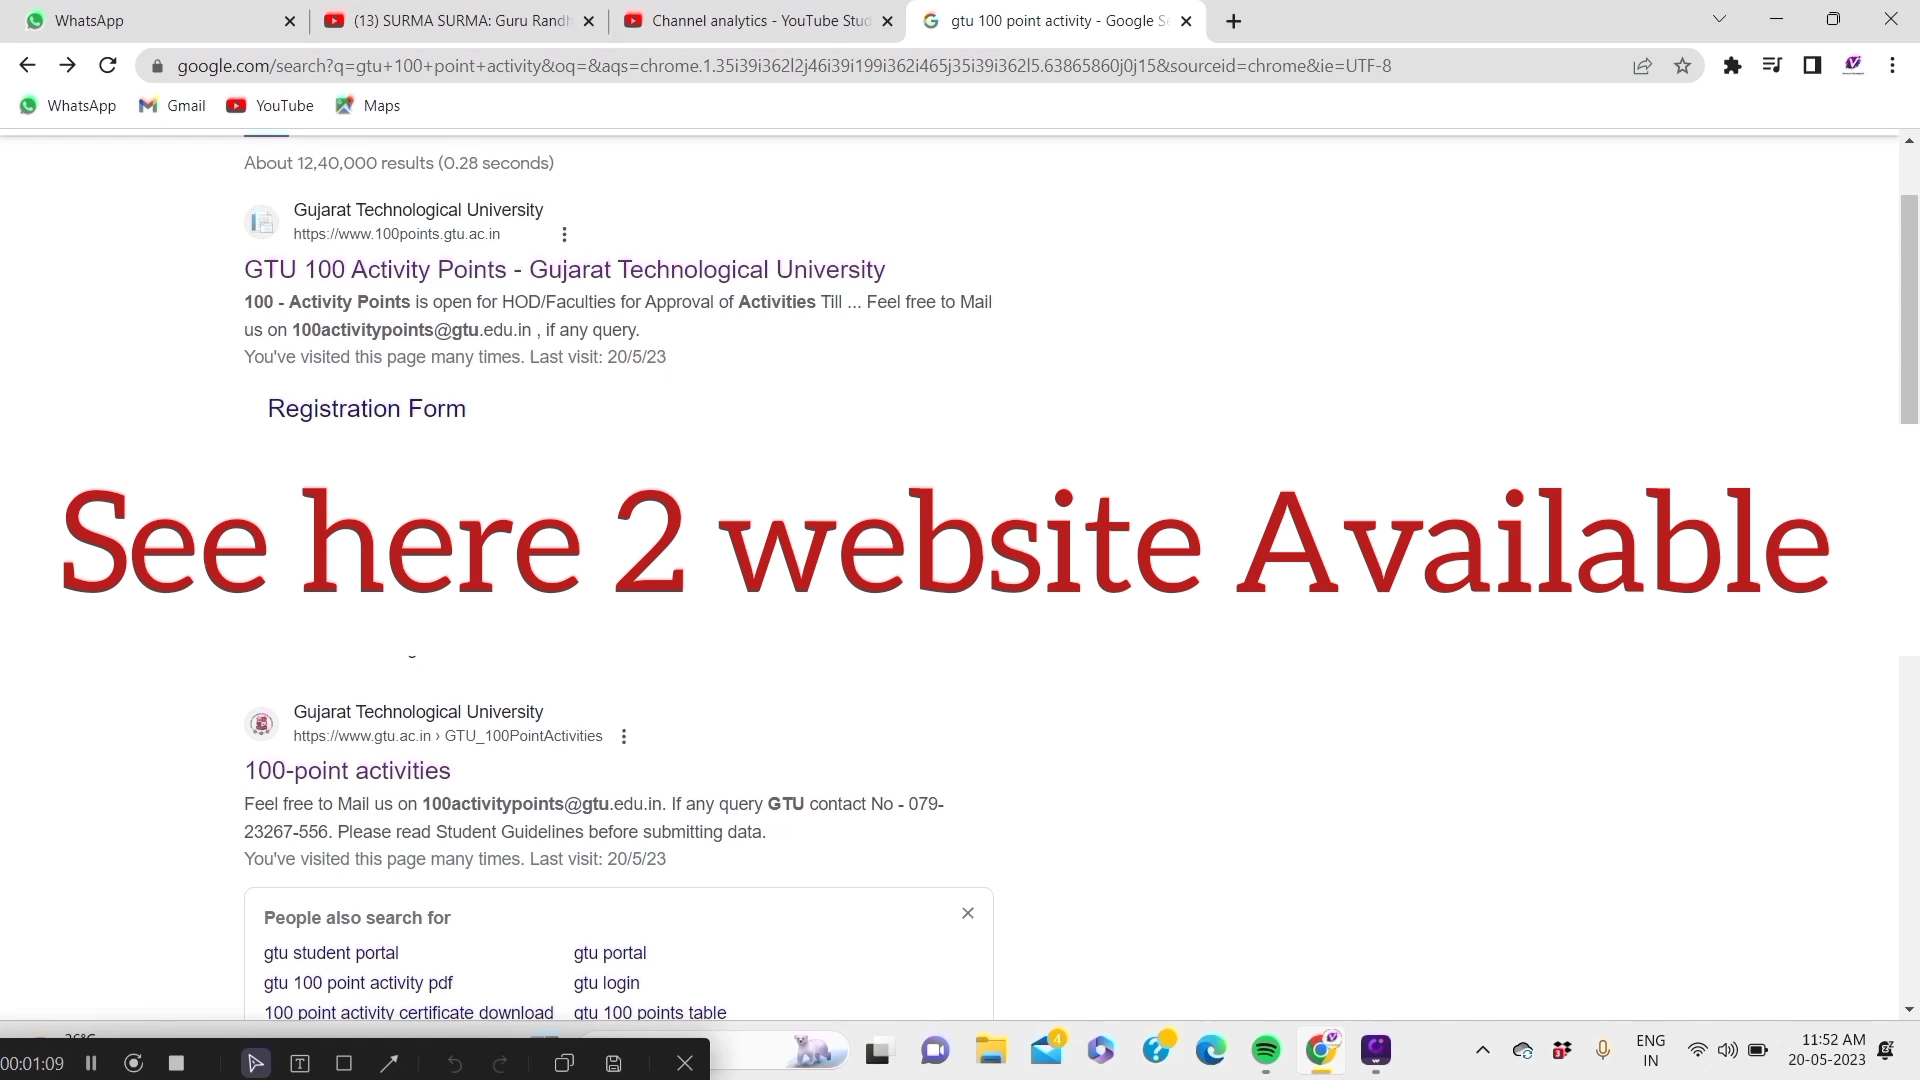 WhatsApp
(13) SURMA SURMA: Guru Randh
Channel analytics - YouTube Stud
gtu 100 point activity - Google Se
google.com/search?q=gtu+100+point+activity&oq=&aqs=chrome.1.35i39i362l2j46i39i199i362i465j35i39i362l5.63865860j0j15&sourceid=chrome&ie=UTF-8
WhatsApp Gmail YouTube Maps
About 12,40,000 results (0.28 seconds)
Gujarat Technological University
https://www.100points.gtu.ac.in
GTU 100 Activity Points - Gujarat Technological University
100 - Activity Points is open for HOD/Faculties for Approval of Activities Till ... Feel free to Mail
us on 100activitypoints@gtu.edu.in , if any query.
You've visited this page many times. Last visit: 20/5/23
Registration Form
See here 2 website Available
Gujarat Technological University
https://www.gtu.ac.in › GTU_100PointActivities
100-point activities
Feel free to Mail us on 100activitypoints@gtu.edu.in. If any query GTU contact No - 079-
23267-556. Please read Student Guidelines before submitting data.
You've visited this page many times. Last visit: 20/5/23
People also search for
gtu student portal gtu portal
gtu 100 point activity pdf gtu login
100 point activity certificate download gtu 100 points table
00:01:09
4
3
ENG
IN
11:52 AM
20-05-2023